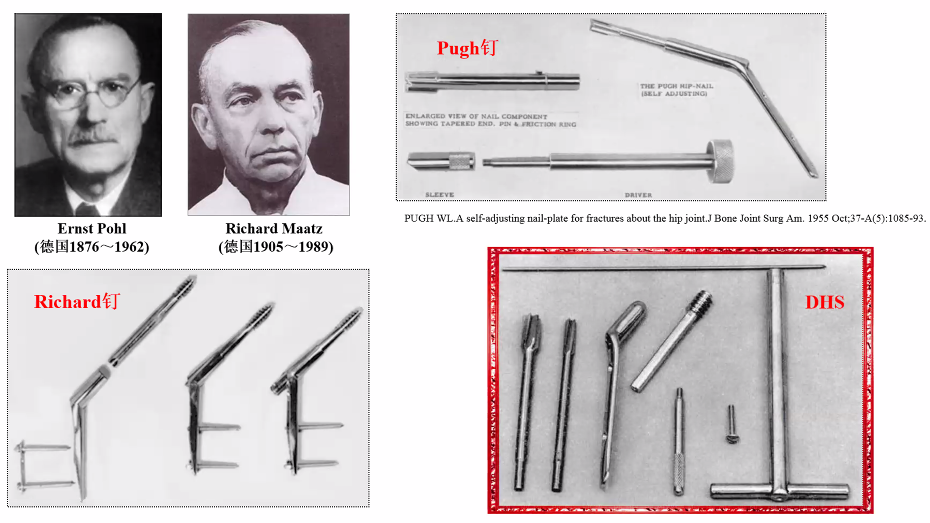 Ernst Pohl
(德国1876～1962)
Richard Maatz
(德国1905～1989)
Pugh钉
THE PUGH HIP-NAIL
(SELF ADJUSTING)
ENLARGED VIEW OF NAIL COMPONENT
SHOWING TAPERED END, PIN & FRICTION RING
SLEEVE
DRIVER
PUGH WL.A self-adjusting nail-plate for fractures about the hip joint.J Bone Joint Surg Am. 1955 Oct;37-A(5):1085-93.
Richard钉
DHS